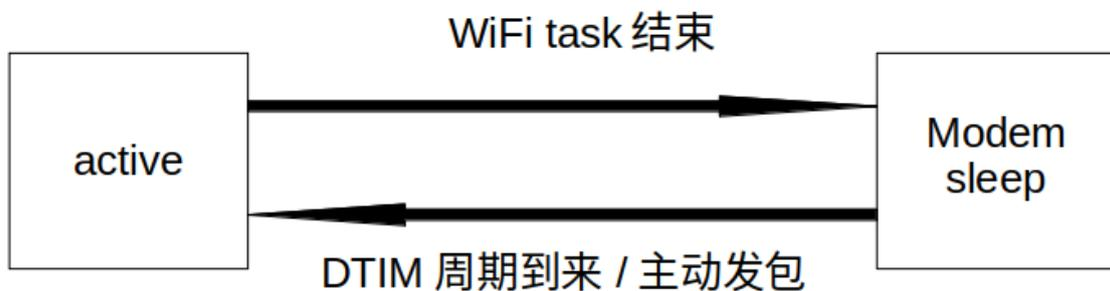 WiFi task 结束
active
Modem
sleep
DTIM 周期到来 / 主动发包